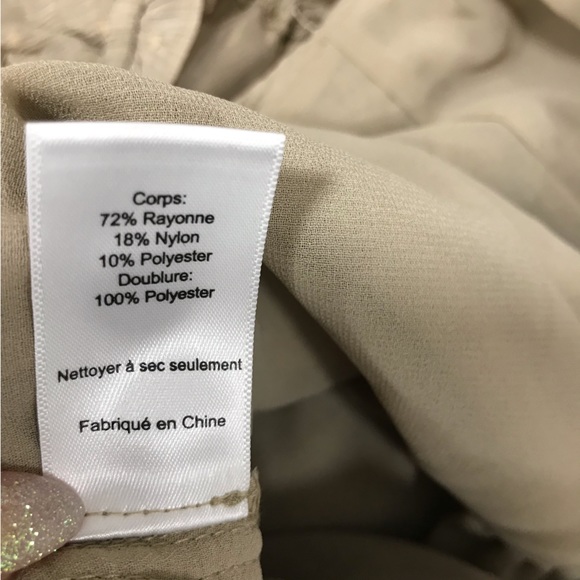 Corps:
72% Rayonne
18% Nylon
10% Polyester
Doublure:
100% Polyester
Nettoyer à sec seulement
Fabriqué en Chine